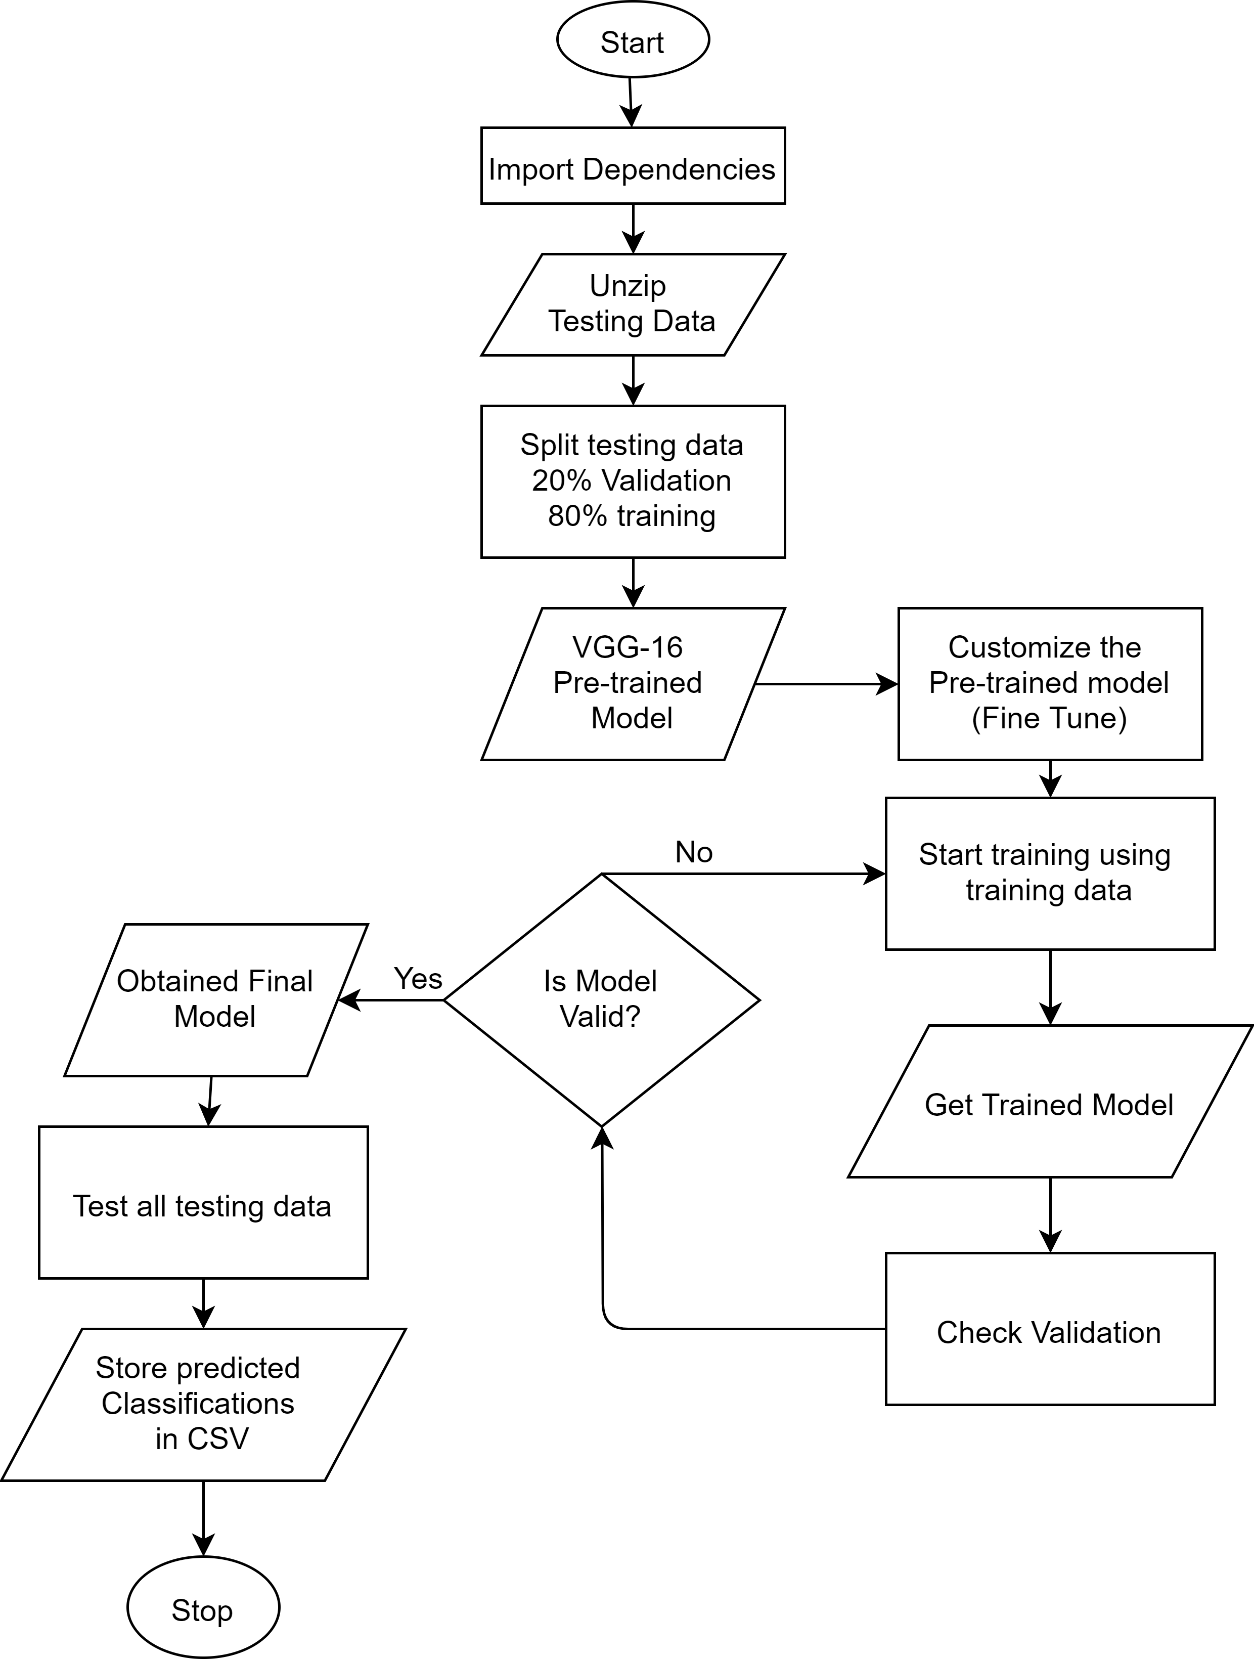 Start
Import Dependencies
Unzip
Testing Data
Split testing data
20% Validation
80% training
VGG-16
Pre-trained
Model
Customize the
Pre-trained model
(Fine Tune)
Start training using
training data
No
Is Model
Valid?
Yes
Obtained Final
Model
Get Trained Model
Test all testing data
Check Validation
Store predicted
Classifications
in CSV
Stop